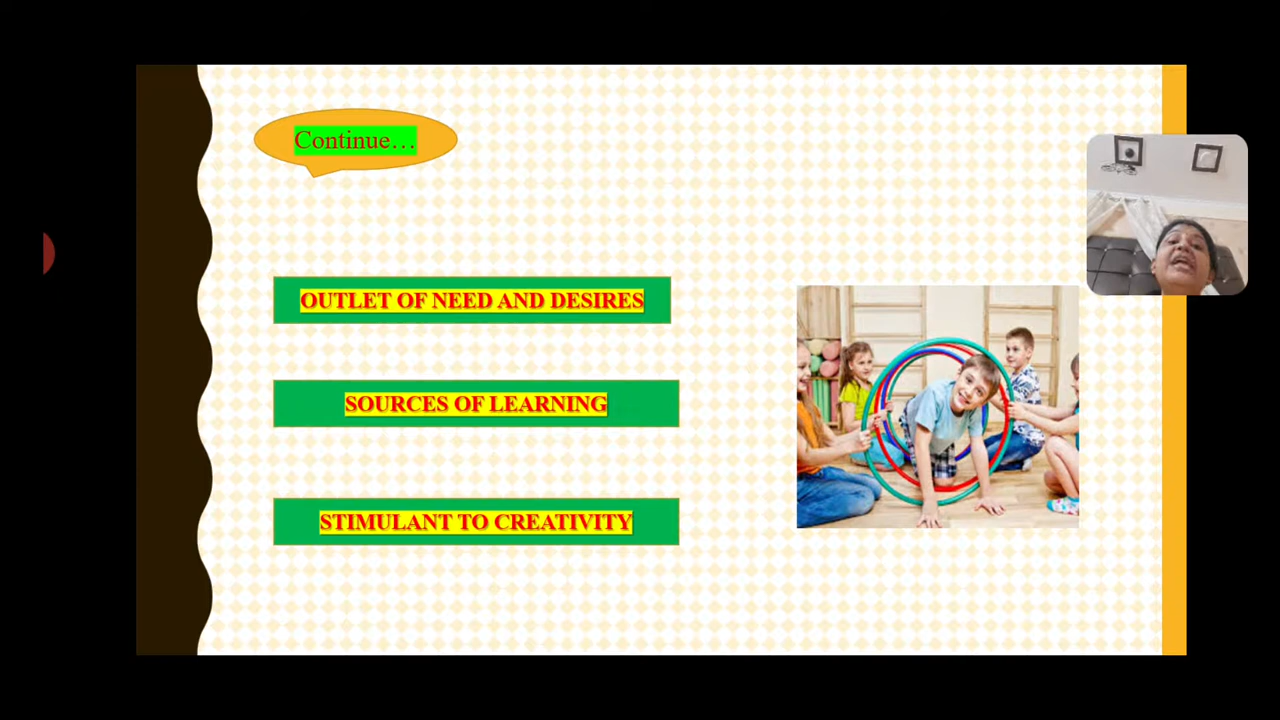 Continue…
OUTLET OF NEED AND DESIRES
SOURCES OF LEARNING
STIMULANT TO CREATIVITY